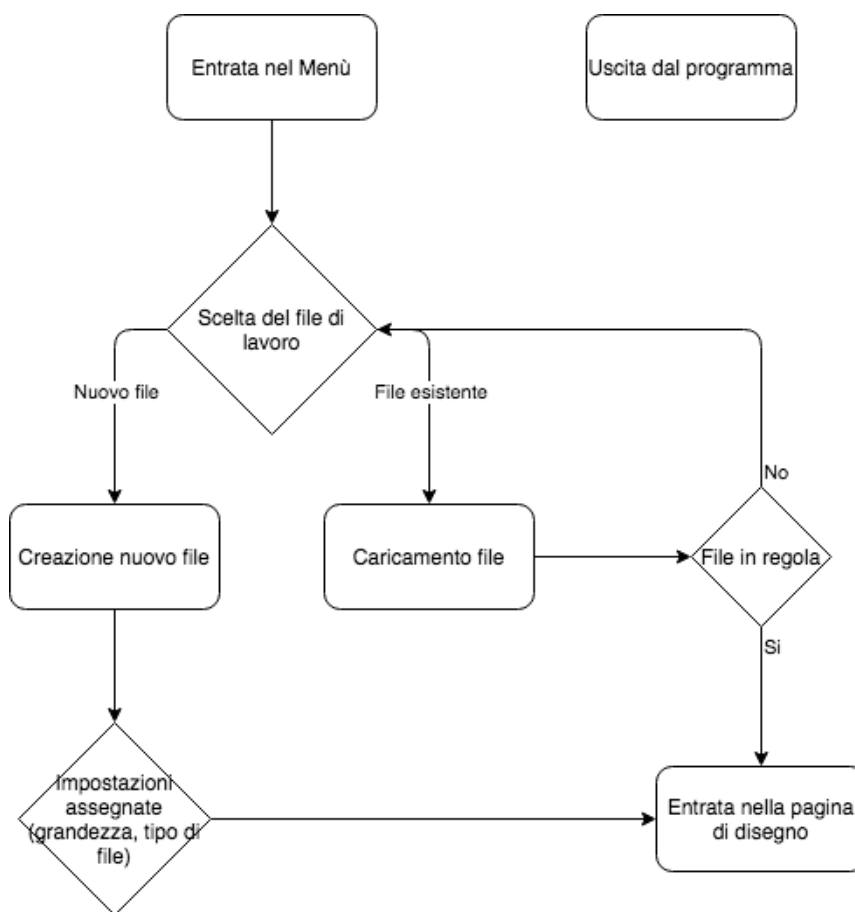 Entrata nel Menù
Uscita dal programma
Scelta del file di
lavoro
Nuovo file
File esistente
No
Creazione nuovo file
Caricamento file
File in regola
Si
Impostazioni
assegnate
(grandezza, tipo di
file)
Entrata nella pagina
di disegno